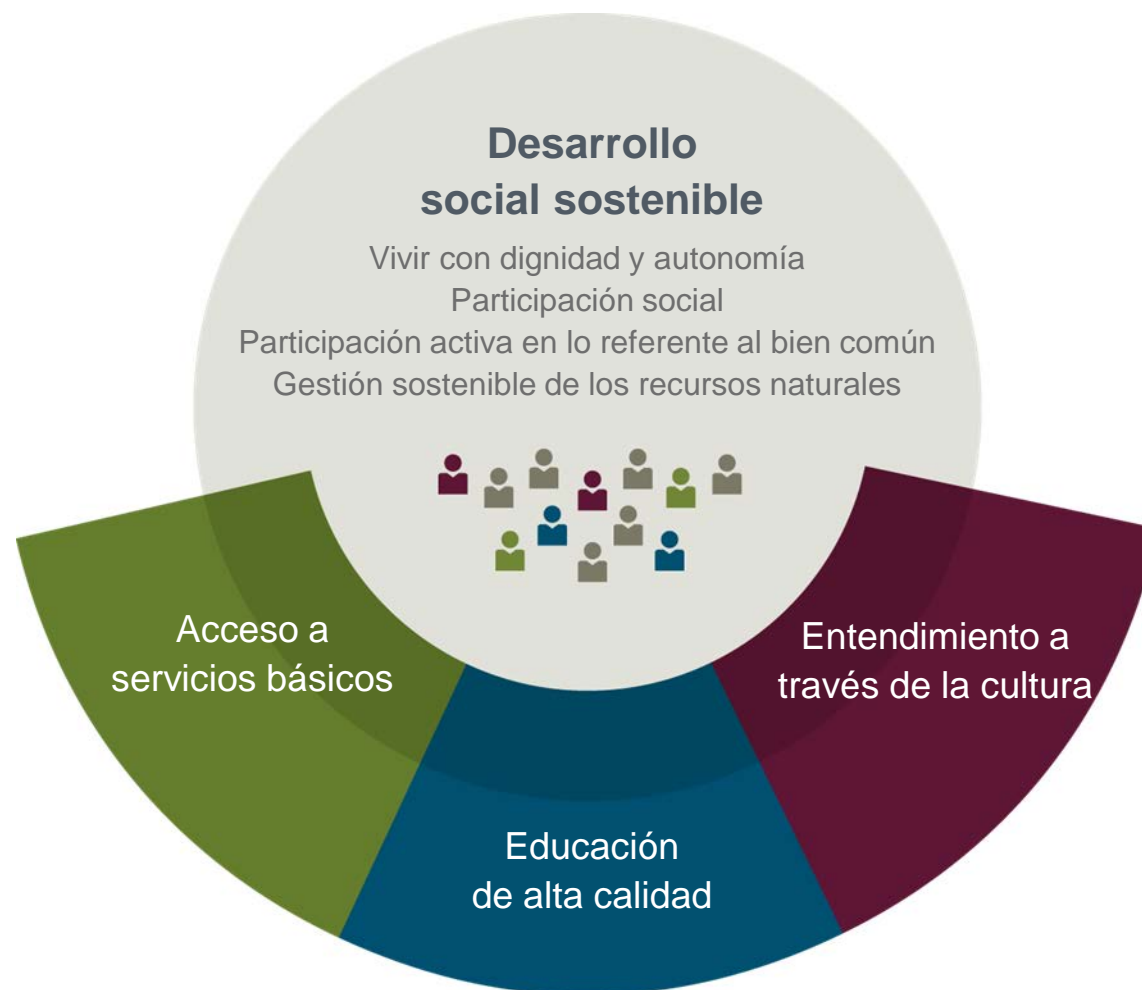 Desarrollo
social sostenible
Vivir con dignidad y autonomía
Participación social
Participación activa en lo referente al bien común
Gestión sostenible de los recursos naturales
Acceso a
servicios básicos
Educación
de alta calidad
Entendimiento a
través de la cultura